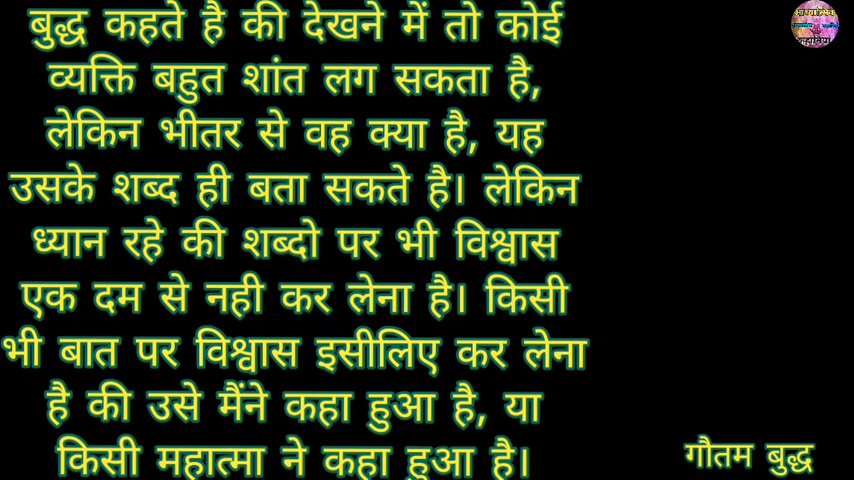 बुद्ध कहते है की देखने में तो कोई
व्यक्ति बहुत शांत लग सकता है,
लेकिन भीतर से वह क्या है, यह
उसके शब्द ही बता सकते है। लेकिन
ध्यान रहे की शब्दो पर भी विश्वास
एक दम से नही कर लेना है। किसी
भी बात पर विश्वास इसीलिए कर लेना
है की उसे मैंने कहा हुआ है, या
किसी महात्मा ने कहा हुआ है।
गौतम बुद्ध